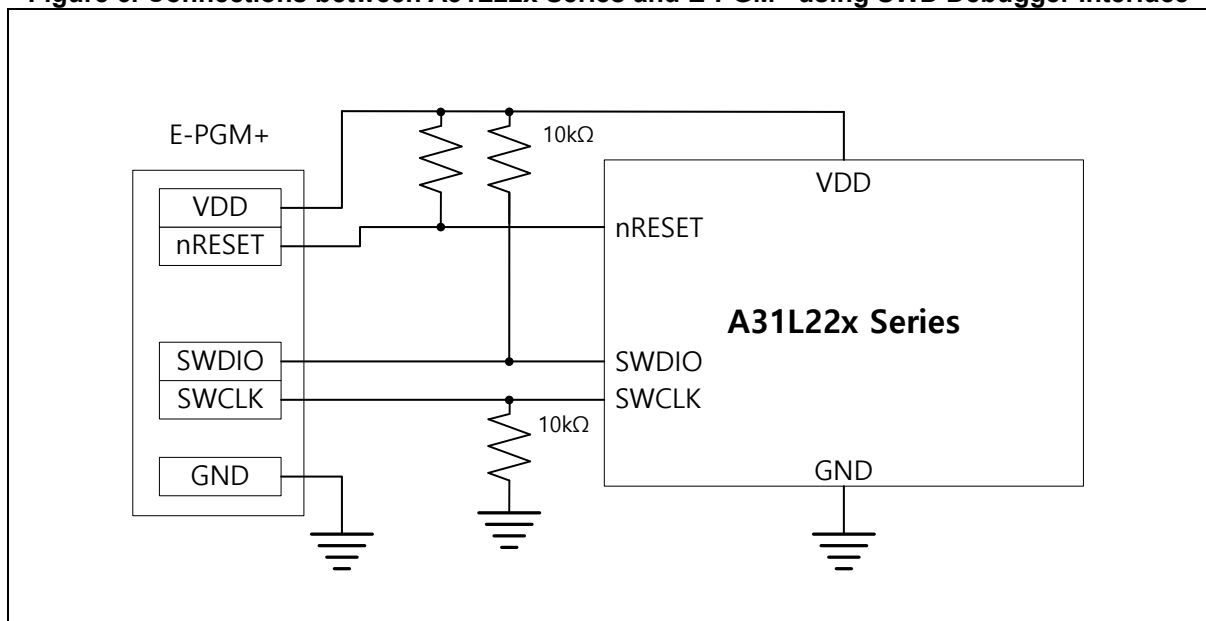 E-PGM+
10kΩ
VDD
VDD
nRESET
nRESET
A31L22x Series
SWDIO
SWDIO
SWCLK
SWCLK
10kΩ
GND
GND